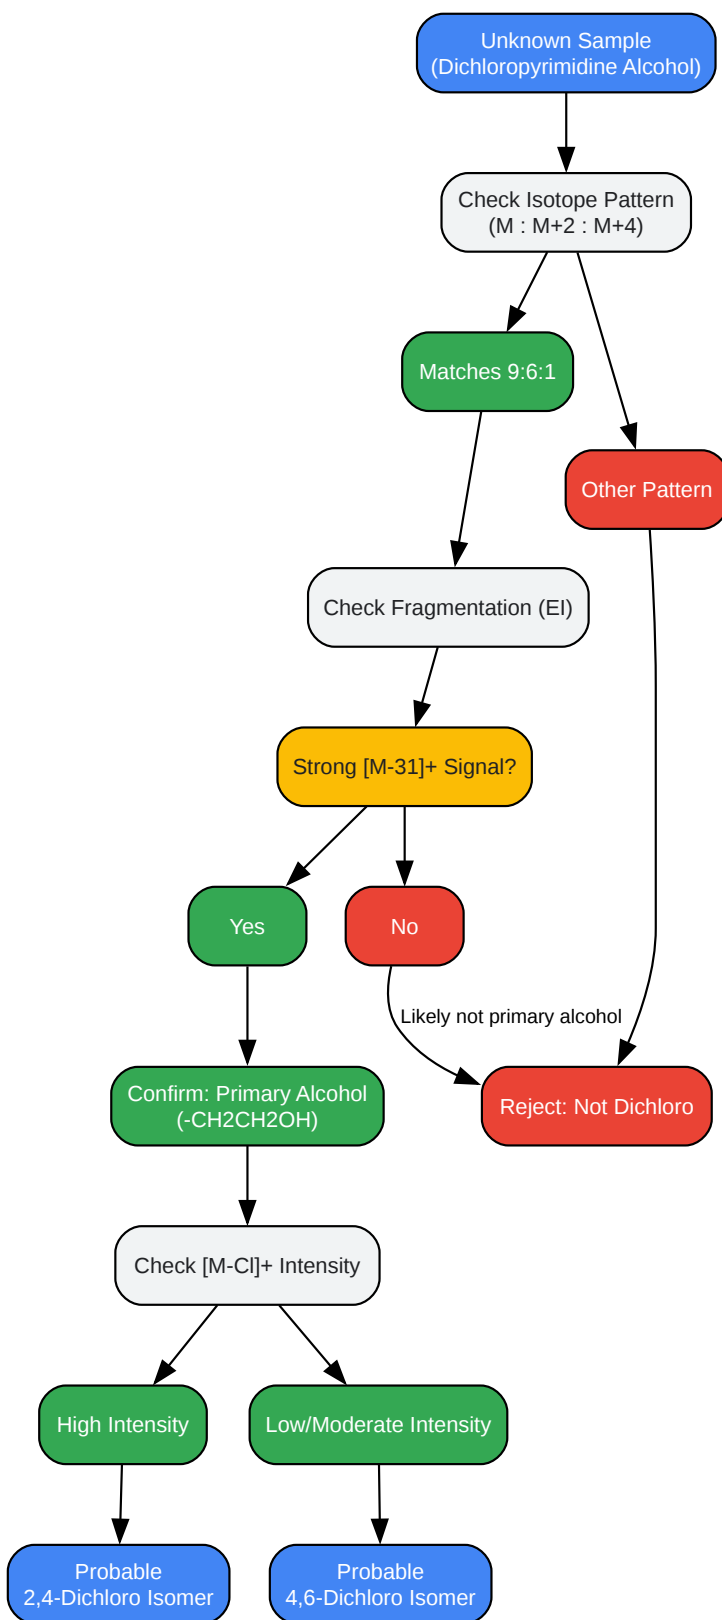 Unknown Sample
(Dichloropyrimidine Alcohol)
Check Isotope Pattern
(M : M+2 : M+4)
Matches 9:6:1
Other Pattern
Check Fragmentation (EI)
Strong [M-31]+ Signal?
Yes
No
Likely not primary alcohol
Confirm: Primary Alcohol
(-CH2CH2OH)
Reject: Not Dichloro
Check [M-Cl]+ Intensity
High Intensity
Low/Moderate Intensity
Probable
2,4-Dichloro Isomer
Probable
4,6-Dichloro Isomer